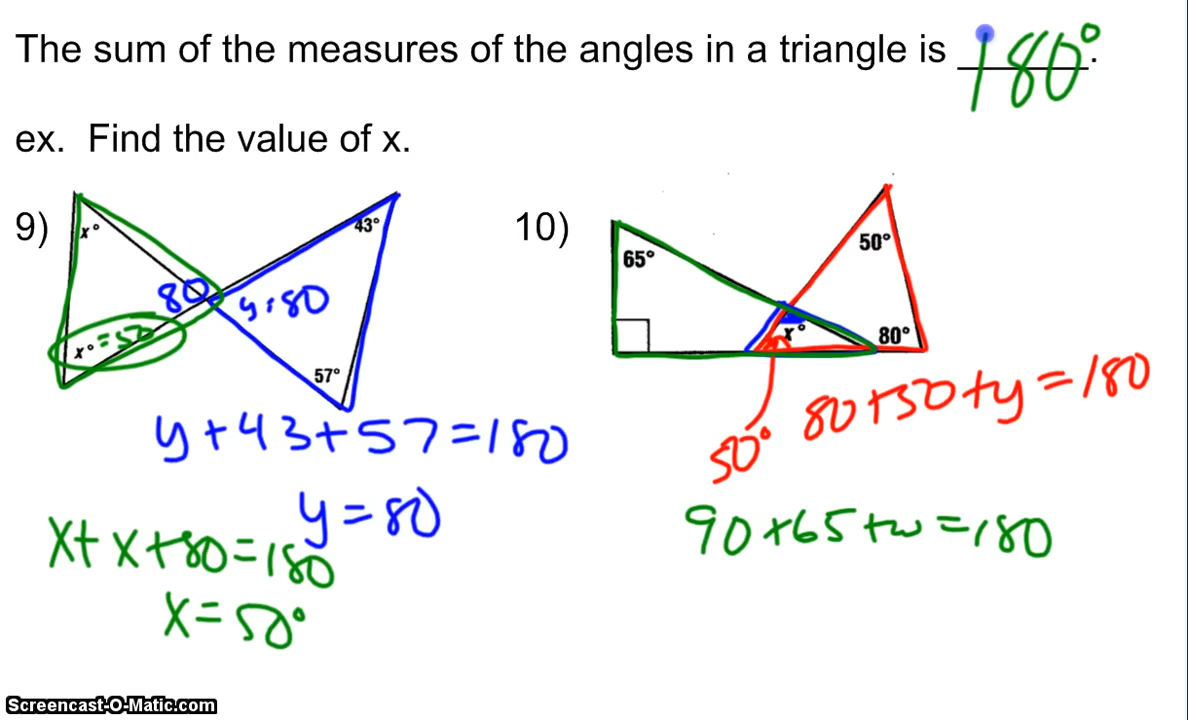 The sum of the measures of the angles in a triangle is 180°.
ex. Find the value of x.
9)
x°
43°
80
y=80
x°=50
57°
y+43+57=180
y=80
x+x+80=180
x=50°
10)
65°
50°
x°
80°
50°
80+50+y=180
90+65+w=180
Screencast-O-Matic.com